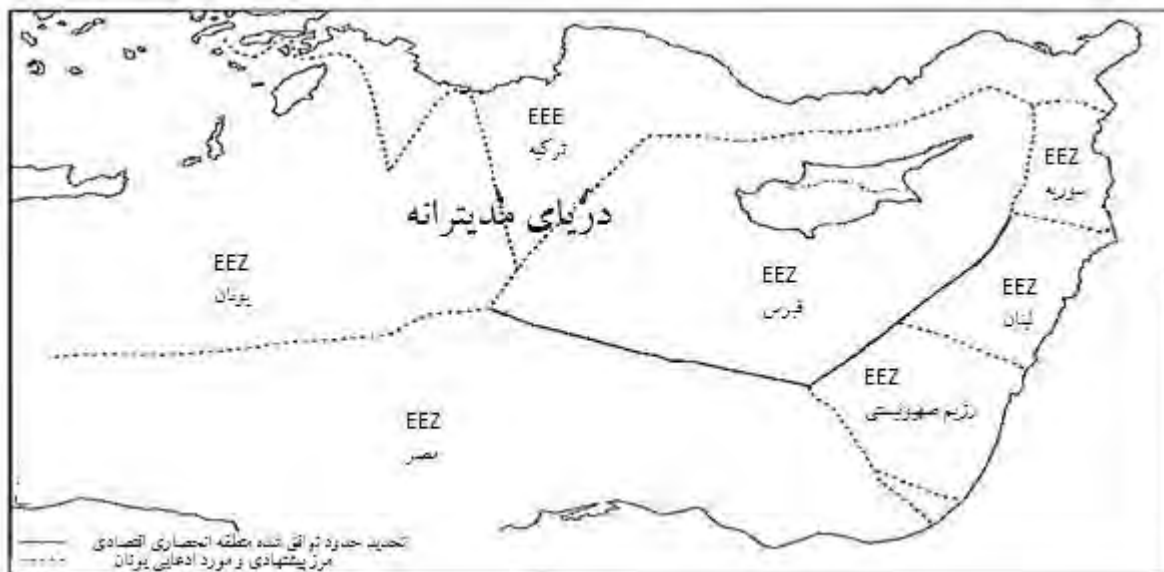 EEE
ترکیه
EEZ
سوریه
دریای مدیترانه
EEZ
یونان
EEZ
قبرس
EEZ
لبنان
EEZ
رژیم صهیونیستی
EEZ
مصر
تحدید حدود توافق شده منطقه انحصاری اقتصادی
مرز پیشنهادی و مورد ادعایی یونان